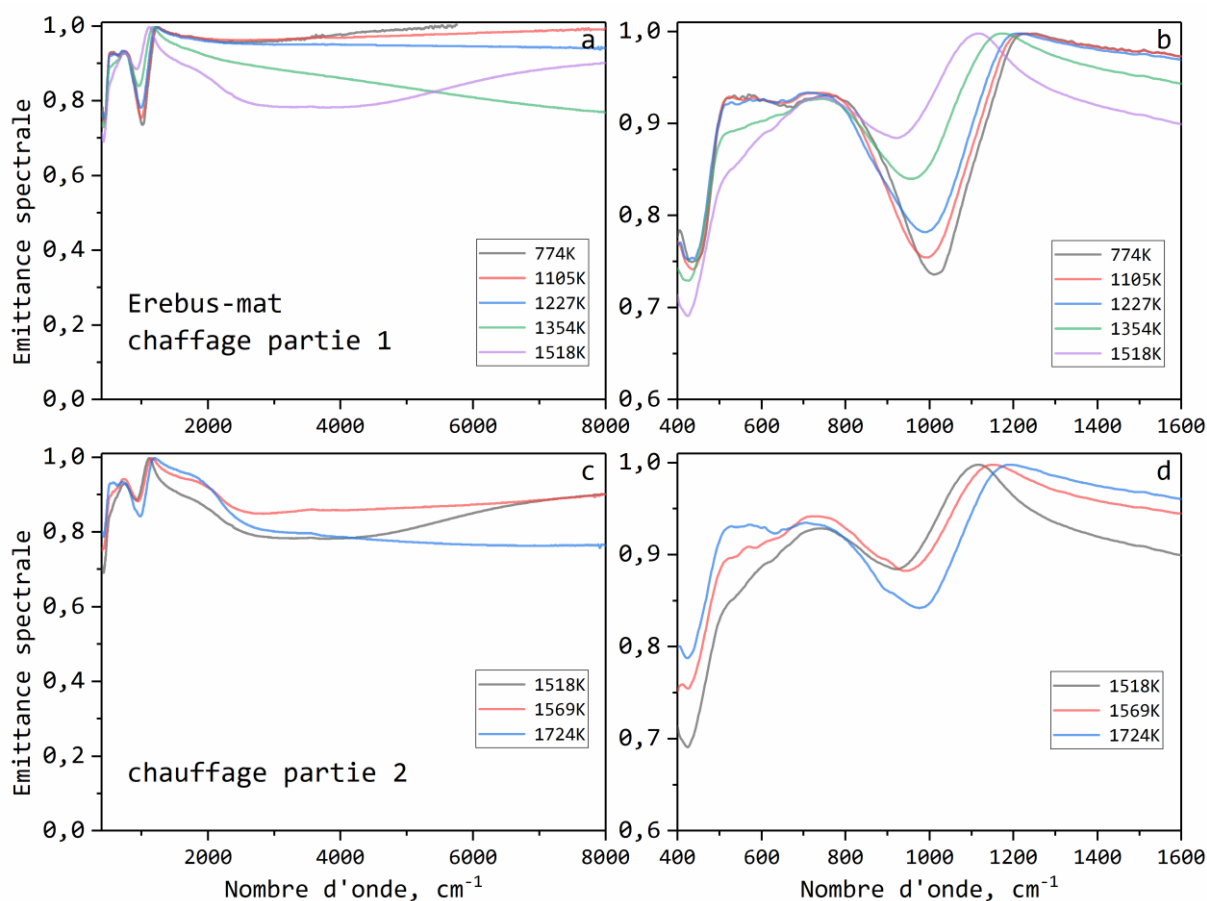 Emittance spectrale
1,0
0,8
0,6
0,4
0,2
0,0
a
774K
1105K
1227K
1354K
1518K
Erebus-mat
chaffage partie 1
2000 4000 6000 8000
1,0
0,9
0,8
0,7
0,6
b
774K
1105K
1227K
1354K
1518K
400 600 800 1000 1200 1400 1600
Emittance spectrale
1,0
0,8
0,6
0,4
0,2
0,0
c
1518K
1569K
1724K
chauffage partie 2
2000 4000 6000 8000
Nombre d'onde, cm⁻¹
1,0
0,9
0,8
0,7
0,6
d
1518K
1569K
1724K
400 600 800 1000 1200 1400 1600
Nombre d'onde, cm⁻¹